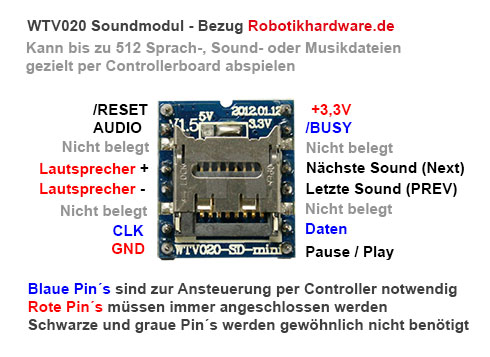 WTV020 Soundmodul - Bezug Robotikhardware.de
Kann bis zu 512 Sprach-, Sound- oder Musikdateien
gezielt per Controllerboard abspielen
/RESET
+3,3V
AUDIO
/BUSY
Nicht belegt
Nicht belegt
Lautsprecher +
Nächste Sound (Next)
Lautsprecher -
Letzte Sound (PREV)
Nicht belegt
Nicht belegt
CLK
Daten
GND
Pause / Play
2012.01.12
V1.5
5V
3.3V
WTV020-SD-mini
Blaue Pin´s sind zur Ansteuerung per Controller notwendig
Rote Pin´s müssen immer angeschlossen werden
Schwarze und graue Pin´s werden gewöhnlich nicht benötigt